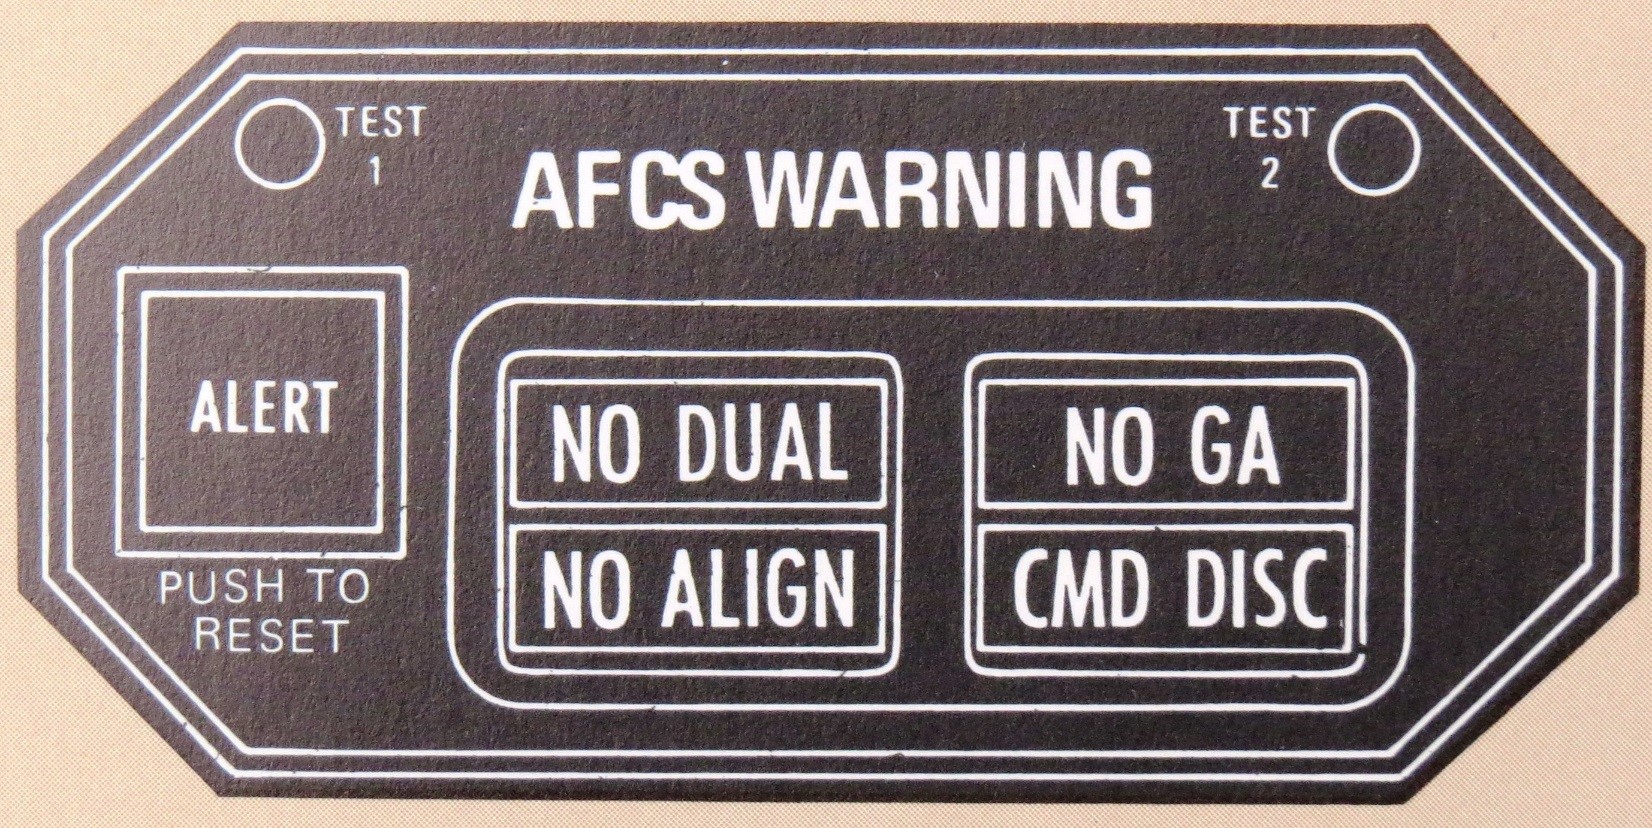 TEST
1
TEST
2
AFCS WARNING
ALERT
PUSH TO
RESET
NO DUAL
NO ALIGN
NO GA
CMD DISC